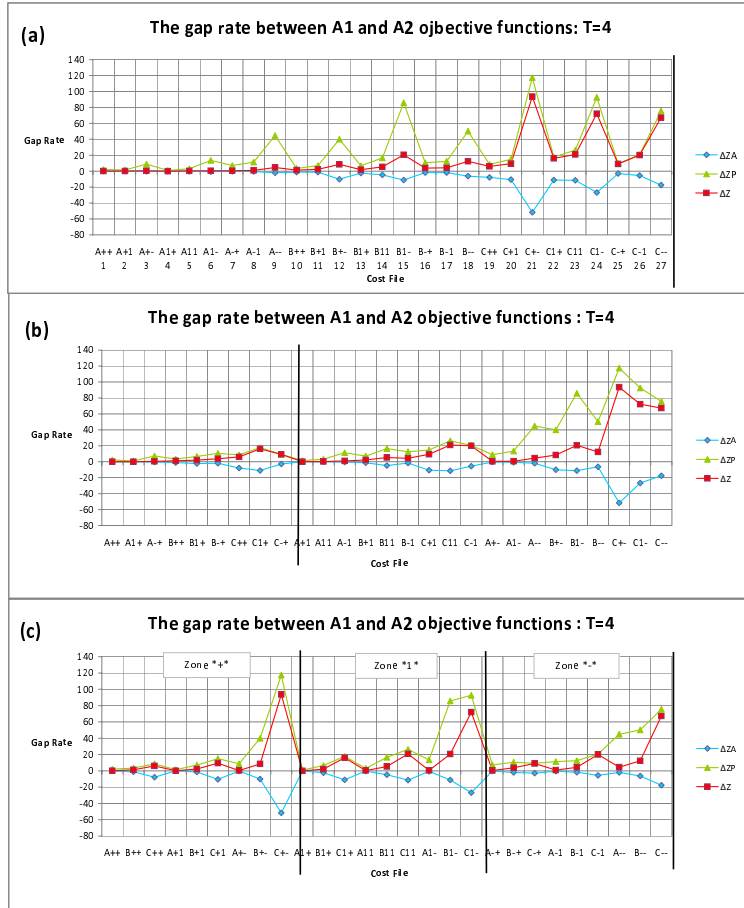 (a)
The gap rate between A1 and A2 ojbective functions: T=4
140
120
100
80
60
40
20
0
-20
-40
-60
-80
Gap Rate
A++ A+1 A+- A1+ A11 A1- A-+ A-1 A-- B++ B+1 B+- B1+ B11 B1- B-+ B-1 B-- C++ C+1 C+- C1+ C11 C1- C-+ C-1 C--
1 2 3 4 5 6 7 8 9 10 11 12 13 14 15 16 17 18 19 20 21 22 23 24 25 26 27
Cost File
ΔZA
ΔZP
ΔZ
(b)
The gap rate between A1 and A2 objective functions : T=4
140
120
100
80
60
40
20
0
-20
-40
-60
-80
Gap Rate
A++ A1+ A-+ B++ B1+ B-+ C++ C1+ C-+ A+1 A11 A-1 B+1 B11 B-1 C+1 C11 C-1 A+- A1- A-- B+- B1- B-- C+- C1- C--
Cost File
ΔZA
ΔZP
ΔZ
(c)
The gap rate between A1 and A2 objective functions : T=4
Zone *+*
Zone *1*
Zone *-*
140
120
100
80
60
40
20
0
-20
-40
-60
-80
Gap Rate
A++ B++ C++ A+1 B+1 C+1 A+- B+- C+- A1+ B1+ C1+ A11 B11 C11 A1- B1- C1- A-+ B-+ C-+ A-1 B-1 C-1 A-- B-- C--
Cost File
ΔZA
ΔZP
ΔZ